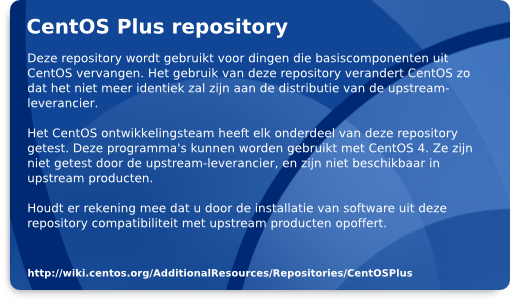 CentOS Plus repository
Deze repository wordt gebruikt voor dingen die basiscomponenten uit
CentOS vervangen. Het gebruik van deze repository verandert CentOS zo
dat het niet meer identiek zal zijn aan de distributie van de upstream-
leverancier.
Het CentOS ontwikkelingsteam heeft elk onderdeel van deze repository
getest. Deze programma's kunnen worden gebruikt met CentOS 4. Ze zijn
niet getest door de upstream-leverancier, en zijn niet beschikbaar in
upstream producten.
Houdt er rekening mee dat u door de installatie van software uit deze
repository compatibiliteit met upstream producten opoffert.
http://wiki.centos.org/AdditionalResources/Repositories/CentOSPlus